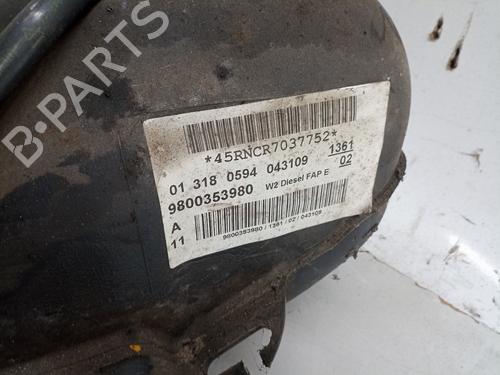 B-PARTS
*45RNCR7037752*
01 318 0594 043109 1361
02
9800353980 W2 Diesel FAP E
A
11
9800353980 / 1361 / 02 / 043109